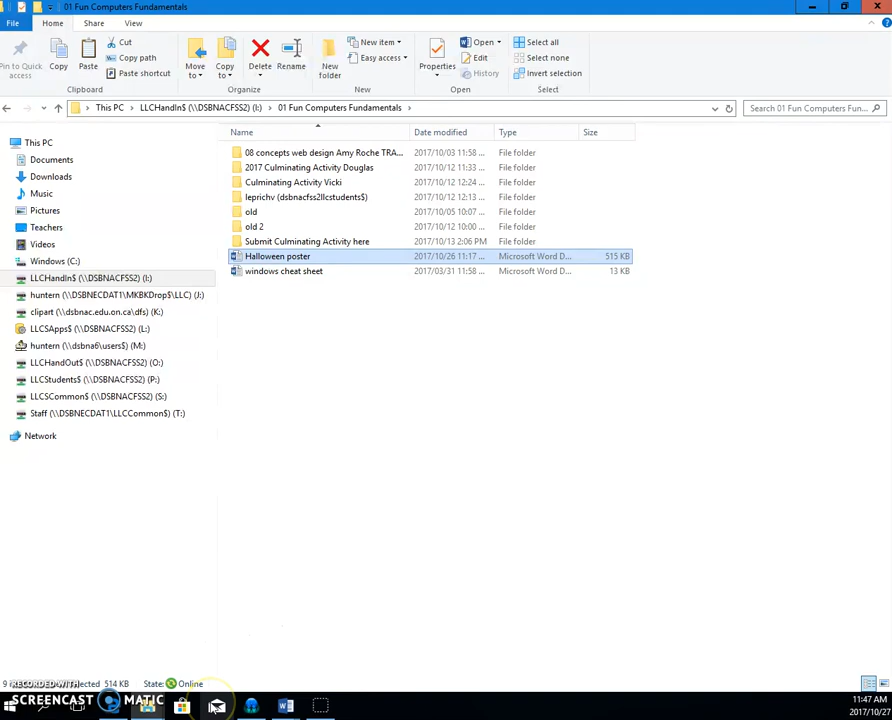 01 Fun Computers Fundamentals
File Home Share View
Pin to Quick access
Copy
Paste
Cut
Copy path
Paste shortcut
Clipboard
Move to
Copy to
Delete
Rename
Organize
New folder
New item
Easy access
New
Properties
Open
Edit
History
Open
Select all
Select none
Invert selection
Select
This PC > LLCHandIn$ (\\DSBNACFSS2) (I:) > 01 Fun Computers Fundamentals >
Search 01 Fun Computers Fun...
Name Date modified Type Size
This PC
Documents
Downloads
Music
Pictures
Teachers
Videos
Windows (C:)
LLCHandIn$ (\\DSBNACFSS2) (I:)
huntern (\\DSBNECDAT1\MKBKDrop$\LLC) (J:)
clipart (\\dsbnac.edu.on.ca\dfs) (K:)
LLCSApps$ (\\DSBNACFSS2) (L:)
huntern (\\dsbna6\users$) (M:)
LLCHandOut$ (\\DSBNACFSS2) (O:)
LLCStudents$ (\\DSBNACFSS2) (P:)
LLCSCommon$ (\\DSBNACFSS2) (S:)
Staff (\\DSBNECDAT1\LLCCommon$) (T:)
Network
08 concepts web design Amy Roche TRA... 2017/10/03 11:58 ... File folder
2017 Culminating Activity Douglas 2017/10/12 11:33 ... File folder
Culminating Activity Vicki 2017/10/12 12:24 ... File folder
leprichv (dsbnacfss2llcstudents$) 2017/10/12 12:13 ... File folder
old 2017/10/05 10:07 ... File folder
old 2 2017/10/12 10:00 ... File folder
Submit Culminating Activity here 2017/10/13 2:06 PM File folder
Halloween poster 2017/10/26 11:17 ... Microsoft Word D... 515 KB
windows cheat sheet 2017/03/31 11:58 ... Microsoft Word D... 13 KB
514 KB State: Online
RECORDED WITH
SCREENCAST MATIC
11:47 AM
2017/10/27